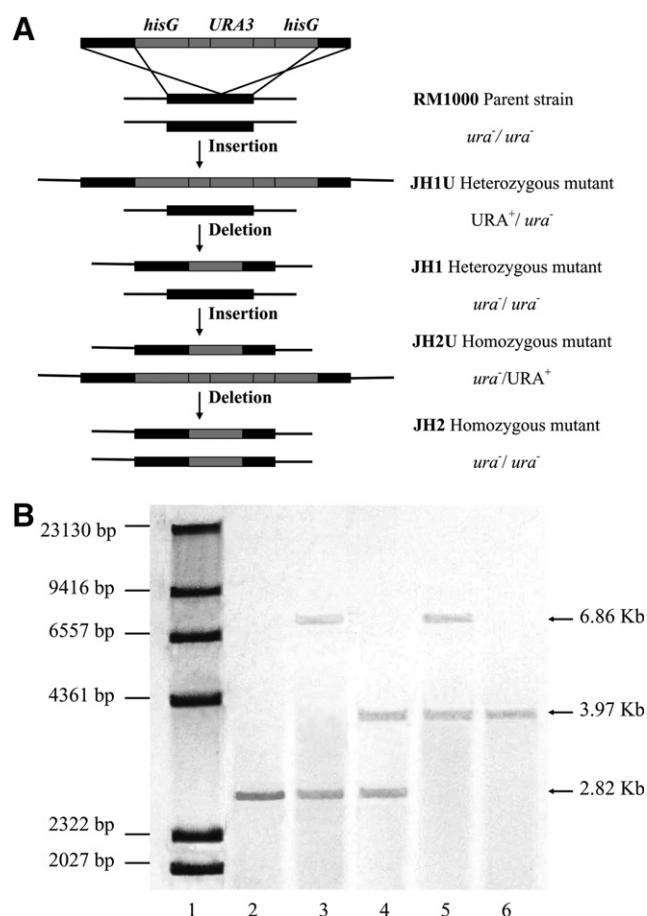 A
hisG URA3 hisG
RM1000 Parent strain
ura⁻/ ura⁻
Insertion
JH1U Heterozygous mutant
URA⁺/ ura⁻
Deletion
JH1 Heterozygous mutant
ura⁻/ ura⁻
Insertion
JH2U Homozygous mutant
ura⁻/URA⁺
Deletion
JH2 Homozygous mutant
ura⁻/ ura⁻
B
23130 bp
9416 bp
6557 bp
6.86 Kb
4361 bp
3.97 Kb
2.82 Kb
2322 bp
2027 bp
1 2 3 4 5 6